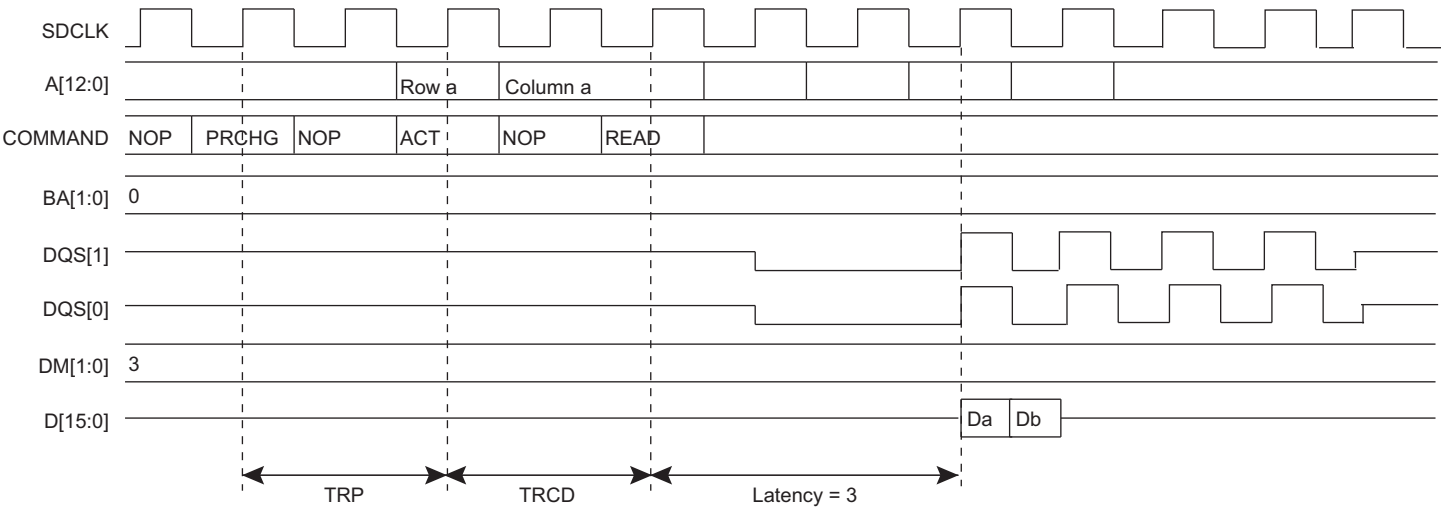 SDCLK
A[12:0] Row a Column a
COMMAND NOP PRCHG NOP ACT NOP READ
BA[1:0] 0
DQS[1]
DQS[0]
DM[1:0] 3
D[15:0] Da Db
TRP TRCD Latency = 3